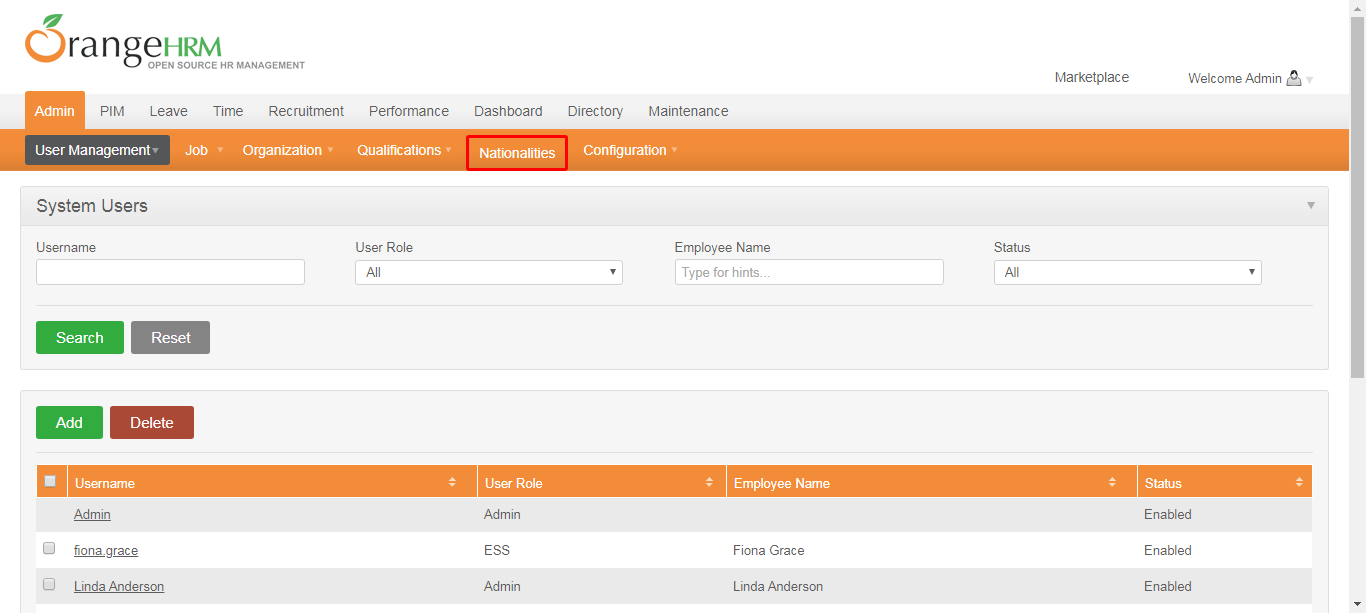 OrangeHRM
OPEN SOURCE HR MANAGEMENT
Marketplace Welcome Admin
Admin PIM Leave Time Recruitment Performance Dashboard Directory Maintenance
User Management Job Organization Qualifications Nationalities Configuration
System Users
Username User Role Employee Name Status
All Type for hints... All
Search Reset
Add Delete
Username User Role Employee Name Status
Admin Admin Enabled
fiona.grace ESS Fiona Grace Enabled
Linda Anderson Admin Linda Anderson Enabled